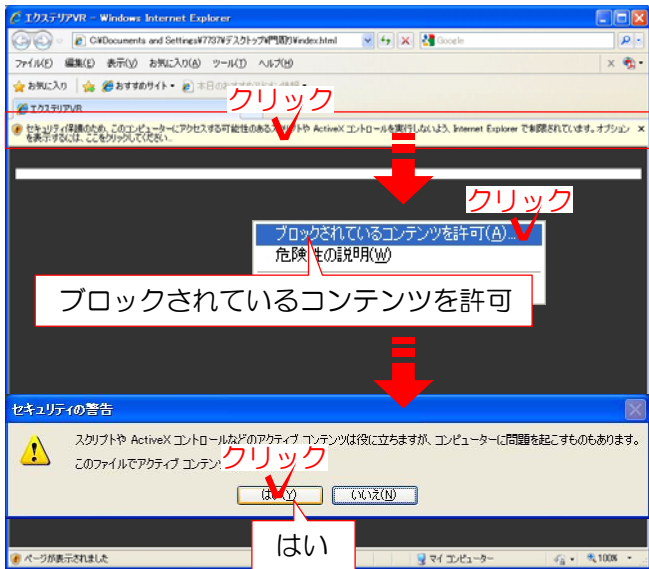 エクステリアVR - Windows Internet Explorer
C:¥Documents and Settings¥7737¥デスクトップ¥門周り¥index.html
Google
ファイル(F) 編集(E) 表示(V) お気に入り(A) ツール(T) ヘルプ(H)
お気に入り おすすめサイト 本日の
クリック
エクステリアVR
セキュリティ保護のため、このコンピューターにアクセスする可能性のあるスクリプトや ActiveX コントロールを実行しないよう、Internet Explorer で制限されています。オプション
を表示するには、ここをクリックしてください...
クリック
ブロックされているコンテンツを許可(A)...
危険性の説明(W)
ブロックされているコンテンツを許可
セキュリティの警告
スクリプトや ActiveX コントロールなどのアクティブ コンテンツは役に立ちますが、コンピューターに問題を起こすものもあります。
このファイルでアクティブ コンテン
クリック
はい(Y) いいえ(N)
はい
ページが表示されました マイ コンピューター 100%